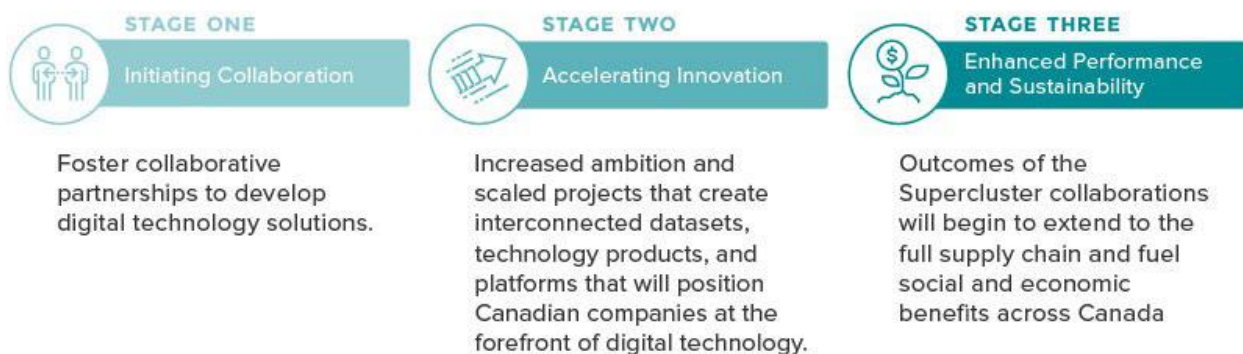 STAGE ONE
Initiating Collaboration
Foster collaborative
partnerships to develop
digital technology solutions.
STAGE TWO
Accelerating Innovation
Increased ambition and
scaled projects that create
interconnected datasets,
technology products, and
platforms that will position
Canadian companies at the
forefront of digital technology.
STAGE THREE
Enhanced Performance
and Sustainability
$
Outcomes of the
Supercluster collaborations
will begin to extend to the
full supply chain and fuel
social and economic
benefits across Canada